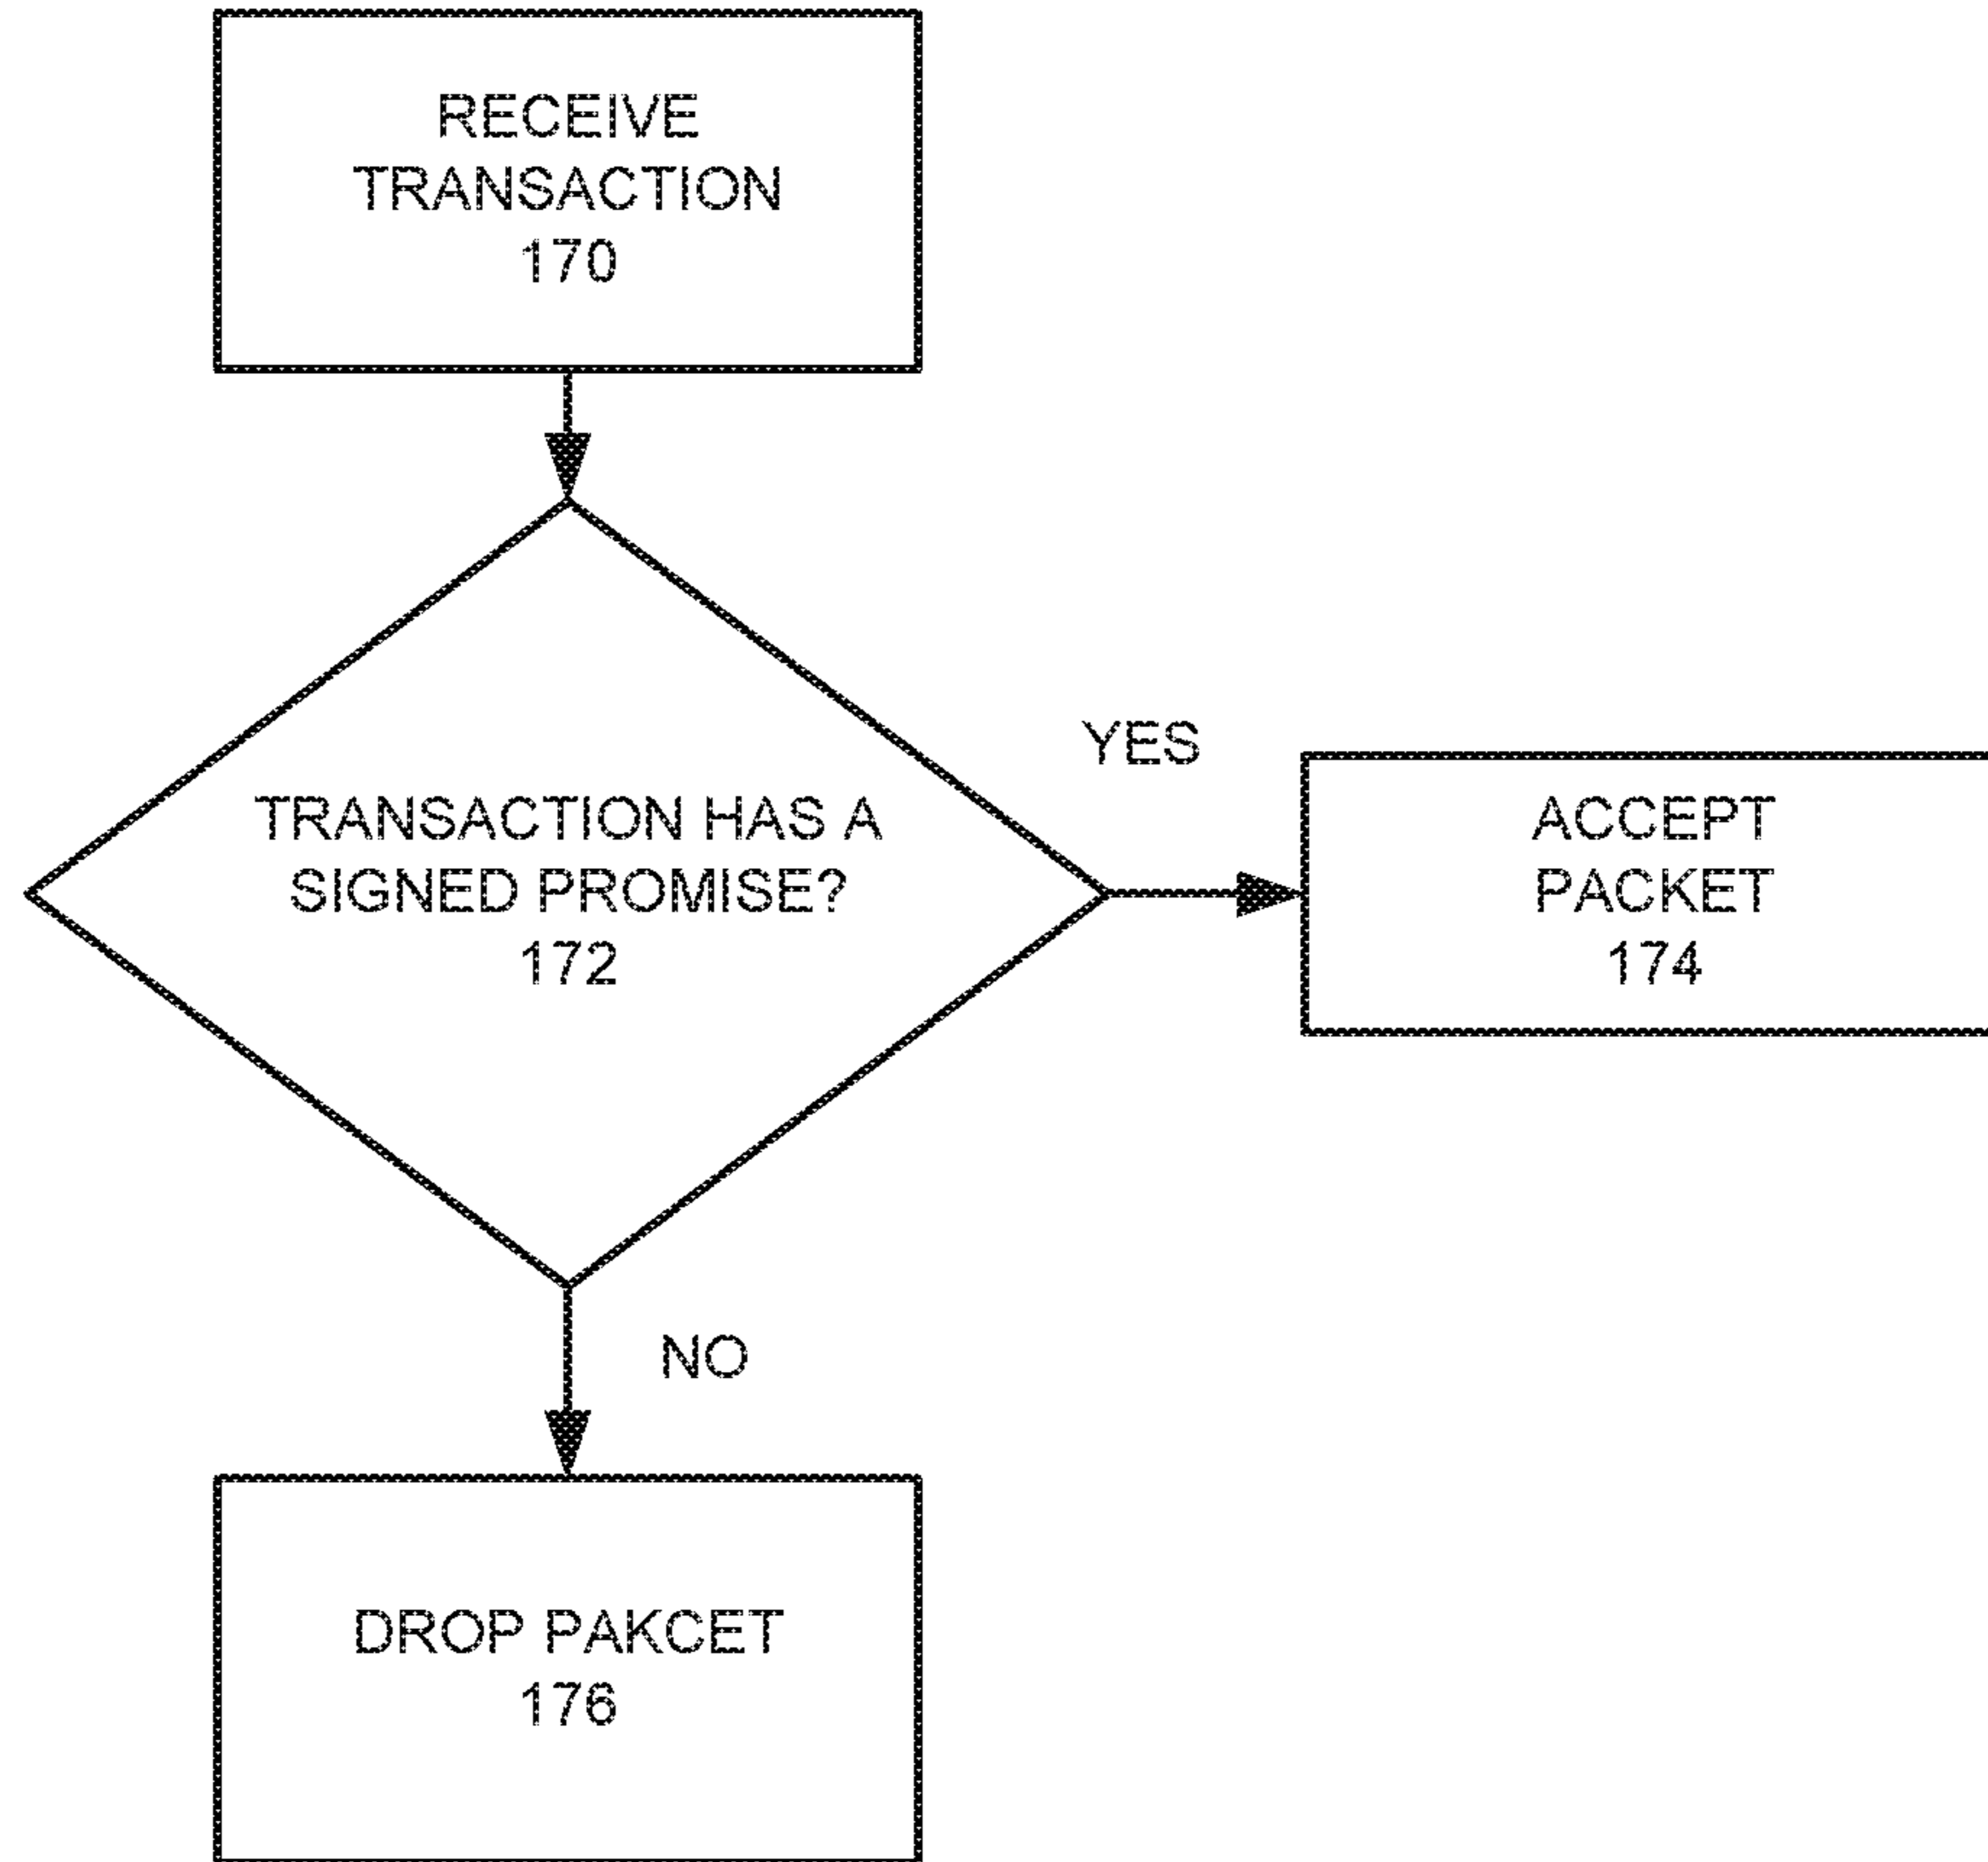 RECEIVE
TRANSACTION
170
YES
TRANSACTION HAS A
SIGNED PROMISE?
172
ACCEPT
PACKET
174
NO
DROP PAKCET
176